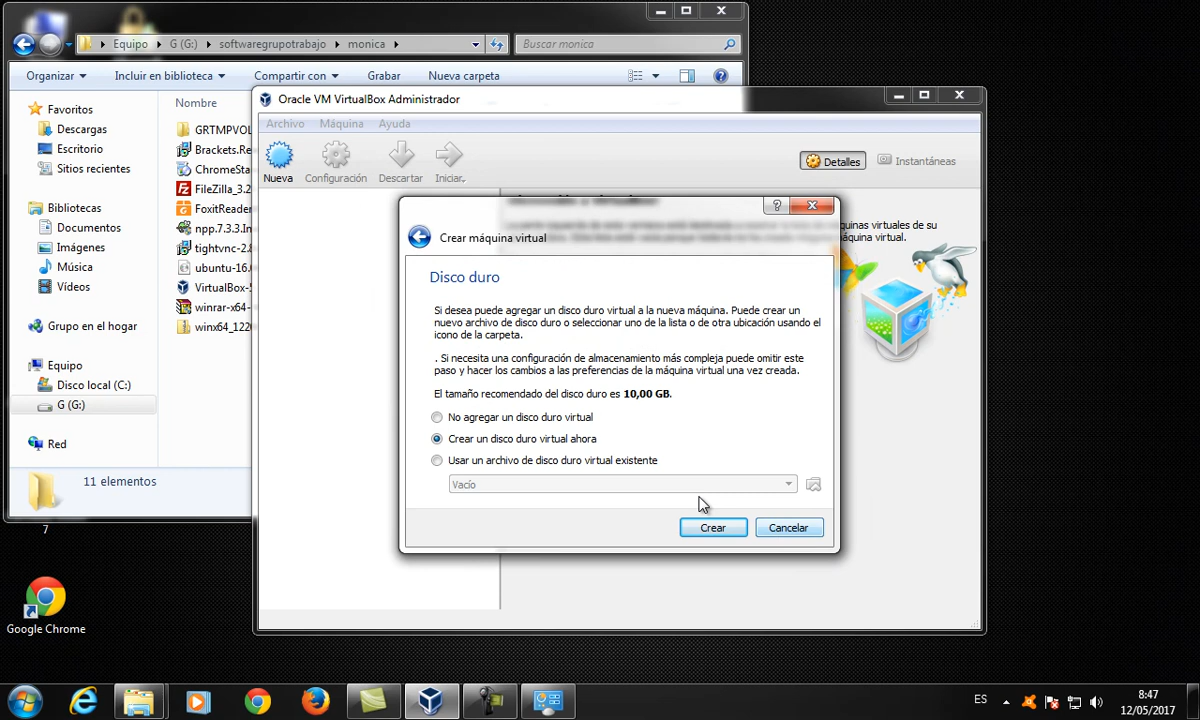 Equipo
G (G:)
softwaregrupotrabajo
monica
Buscar monica
Organizar
Incluir en biblioteca
Compartir con
Grabar
Nueva carpeta
Favoritos
Descargas
Escritorio
Sitios recientes
Bibliotecas
Documentos
Imágenes
Música
Vídeos
Grupo en el hogar
Equipo
Disco local (C:)
G (G:)
Red
Nombre
GRTMPVOL
Brackets.Re
ChromeSta
FileZilla_3.2
FoxitReader
npp.7.3.3.In
tightvnc-2.8
ubuntu-16.
VirtualBox-5
winrar-x64-
winx64_122
11 elementos
Oracle VM VirtualBox Administrador
Archivo
Máquina
Ayuda
Nueva
Configuración
Descartar
Iniciar
Detalles
Instantáneas
áquinas virtuales de su
máquina virtual.
Crear máquina virtual
Disco duro
Si desea puede agregar un disco duro virtual a la nueva máquina. Puede crear un
nuevo archivo de disco duro o seleccionar uno de la lista o de otra ubicación usando el
icono de la carpeta.
. Si necesita una configuración de almacenamiento más compleja puede omitir este
paso y hacer los cambios a las preferencias de la máquina virtual una vez creada.
El tamaño recomendado del disco duro es 10,00 GB.
No agregar un disco duro virtual
Crear un disco duro virtual ahora
Usar un archivo de disco duro virtual existente
Vacío
Crear
Cancelar
7
Google Chrome
ES
8:47
12/05/2017